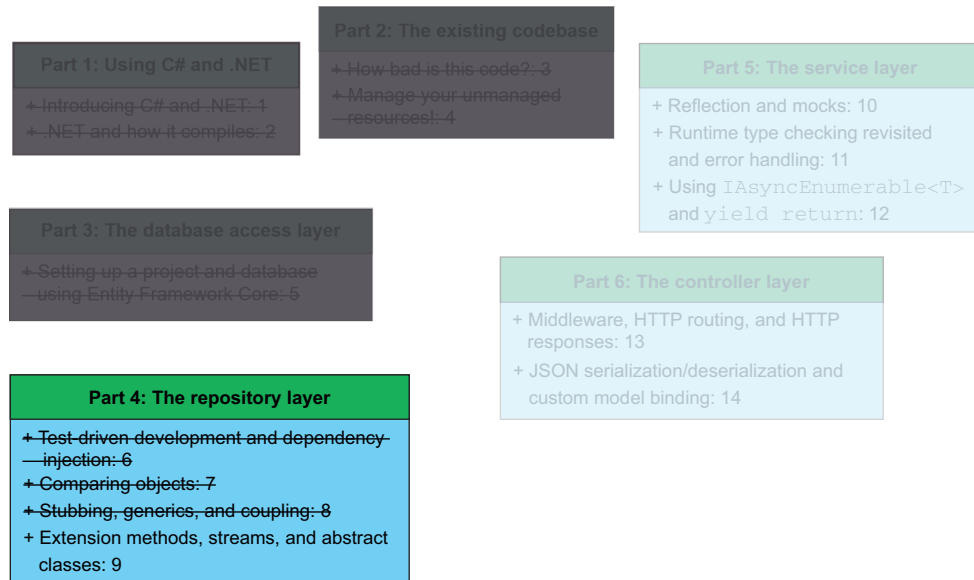 Part 1: Using C# and .NET
+ Introducing C# and .NET: 1
+ .NET and how it compiles: 2
Part 2: The existing codebase
+ How bad is this code?: 3
+ Manage your unmanaged
resources!: 4
Part 5: The service layer
+ Reflection and mocks: 10
+ Runtime type checking revisited
and error handling: 11
+ Using IAsyncEnumerable<T>
and yield return: 12
Part 3: The database access layer
+ Setting up a project and database
using Entity Framework Core: 5
Part 6: The controller layer
+ Middleware, HTTP routing, and HTTP
responses: 13
+ JSON serialization/deserialization and
custom model binding: 14
Part 4: The repository layer
+ Test-driven development and dependency
injection: 6
+ Comparing objects: 7
+ Stubbing, generics, and coupling: 8
+ Extension methods, streams, and abstract
classes: 9